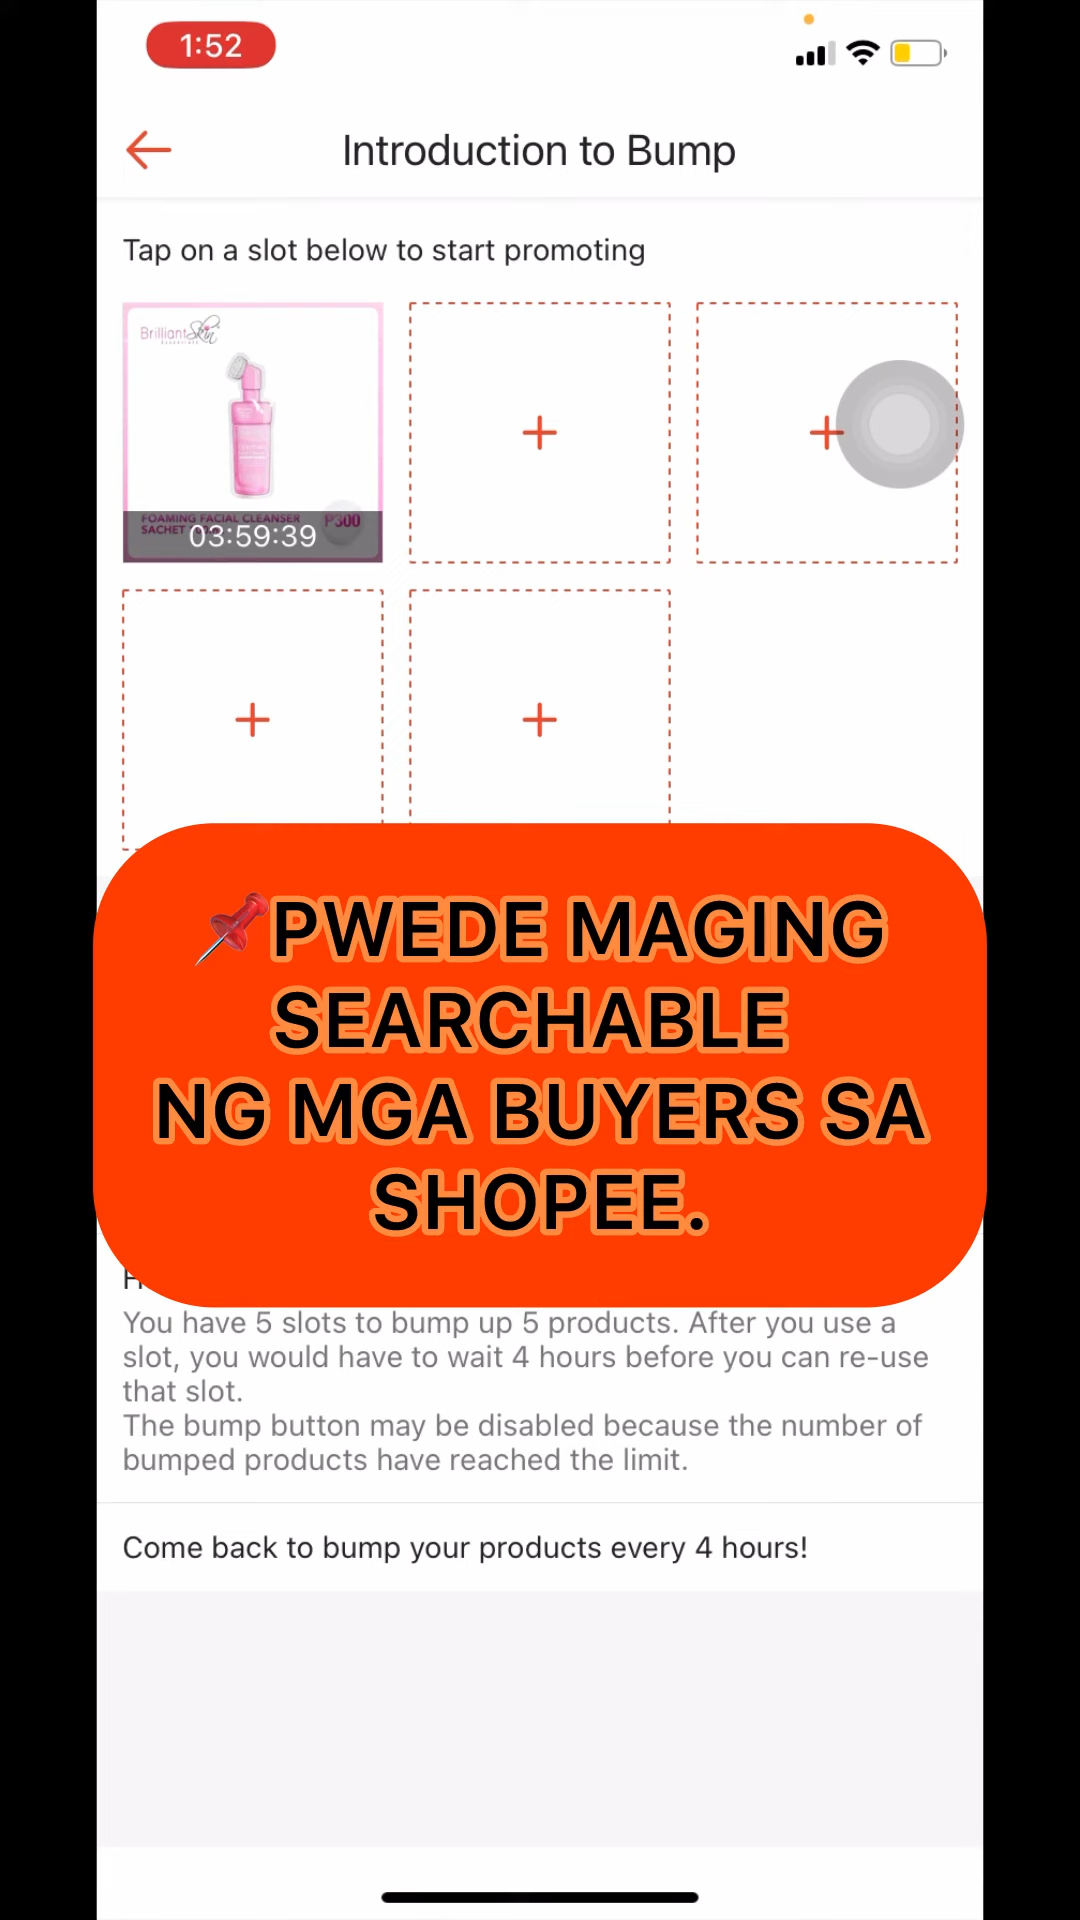 1:52
Introduction to Bump
Tap on a slot below to start promoting
Brilliant Skin
FOAMING FACIAL CLEANSER
SACHET
₱300
03:59:39
📌PWEDE MAGING
SEARCHABLE
NG MGA BUYERS SA
SHOPEE.
You have 5 slots to bump up 5 products. After you use a
slot, you would have to wait 4 hours before you can re-use
that slot.
The bump button may be disabled because the number of
bumped products have reached the limit.
Come back to bump your products every 4 hours!